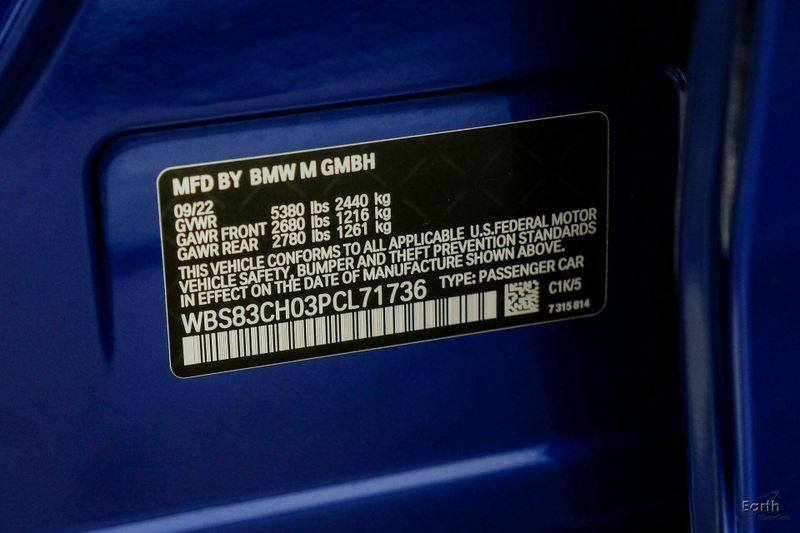 MFD BY BMW M GMBH
09/22
GVWR 5380 lbs 2440 kg
GAWR FRONT 2680 lbs 1216 kg
GAWR REAR 2780 lbs 1261 kg
THIS VEHICLE CONFORMS TO ALL APPLICABLE U.S.FEDERAL MOTOR
VEHICLE SAFETY, BUMPER AND THEFT PREVENTION STANDARDS
IN EFFECT ON THE DATE OF MANUFACTURE SHOWN ABOVE.
WBS83CH03PCL71736 TYPE: PASSENGER CAR
C1K/5
7 315 814
Earth
MotorCars